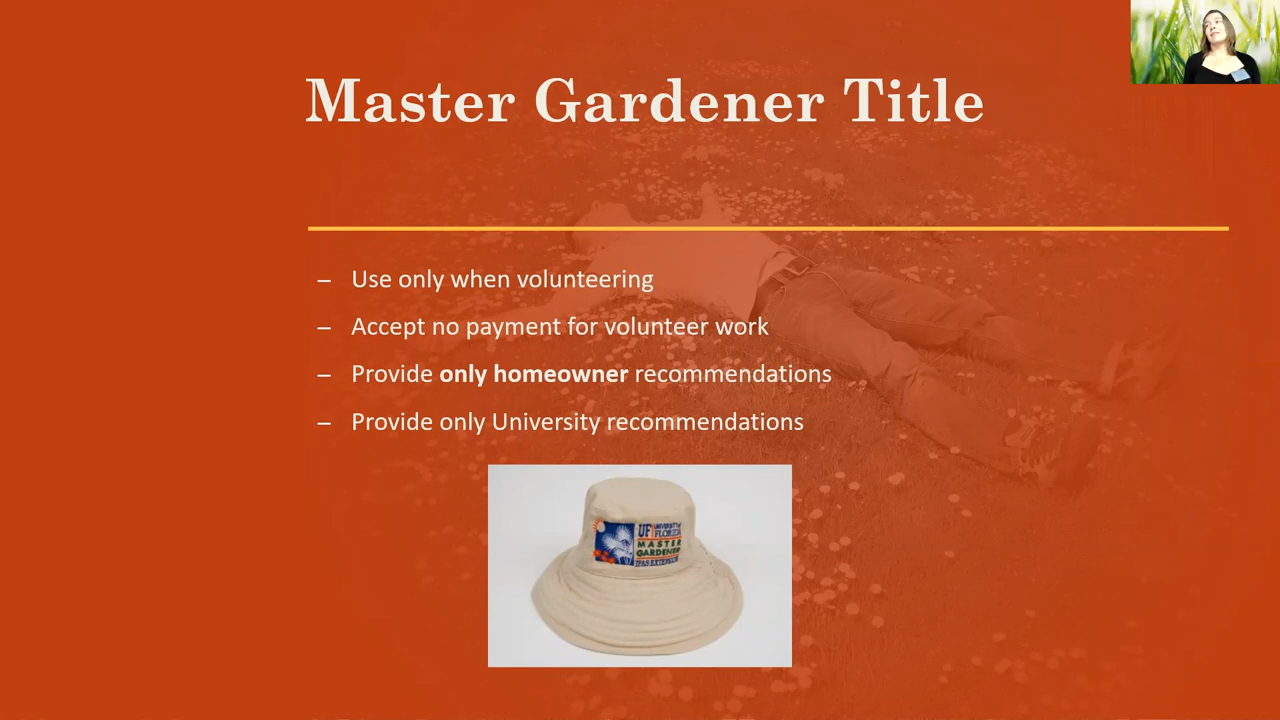 Master Gardener Title
– Use only when volunteering
– Accept no payment for volunteer work
– Provide only homeowner recommendations
– Provide only University recommendations
UF UNIVERSITY of
FLORIDA
MASTER
GARDENER
IFAS EXTENSION